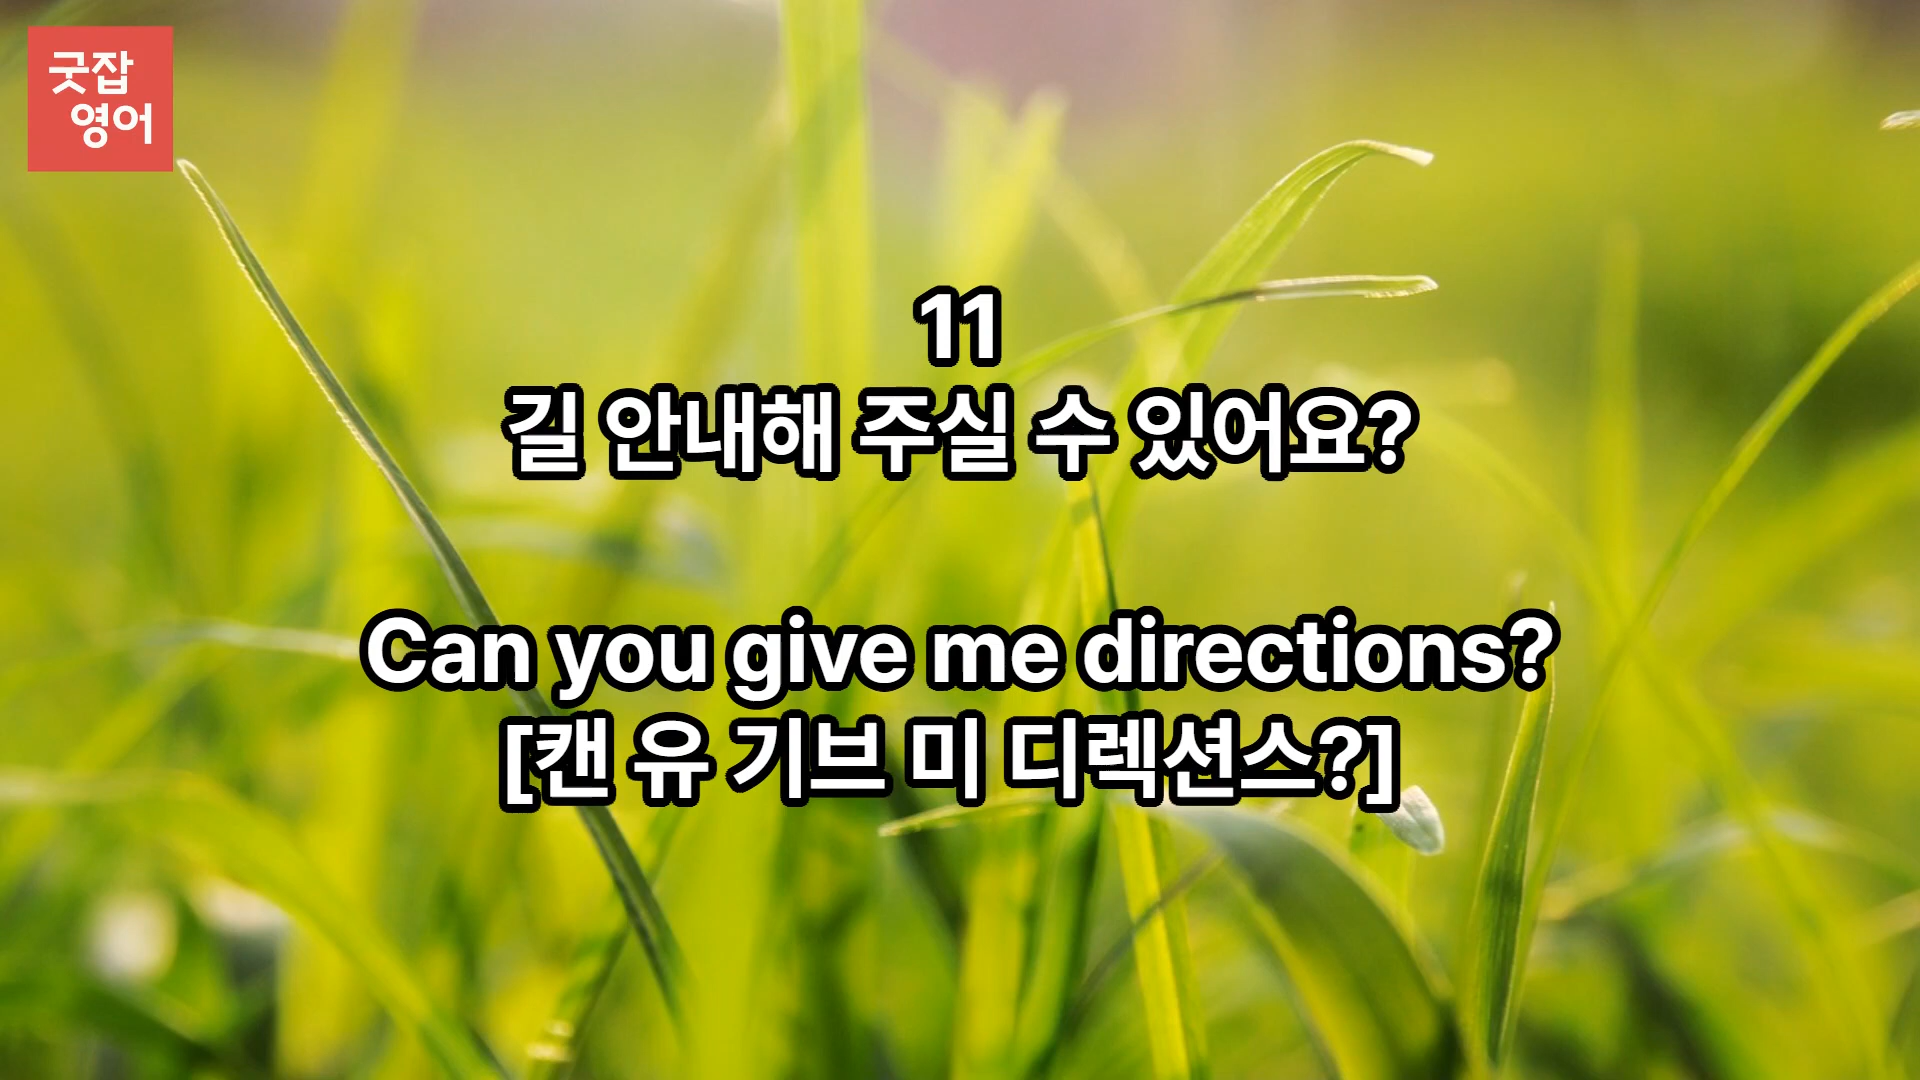 굿잡
영어
11
길 안내해 주실 수 있어요?
Can you give me directions?
[캔 유 기브 미 디렉션스?]